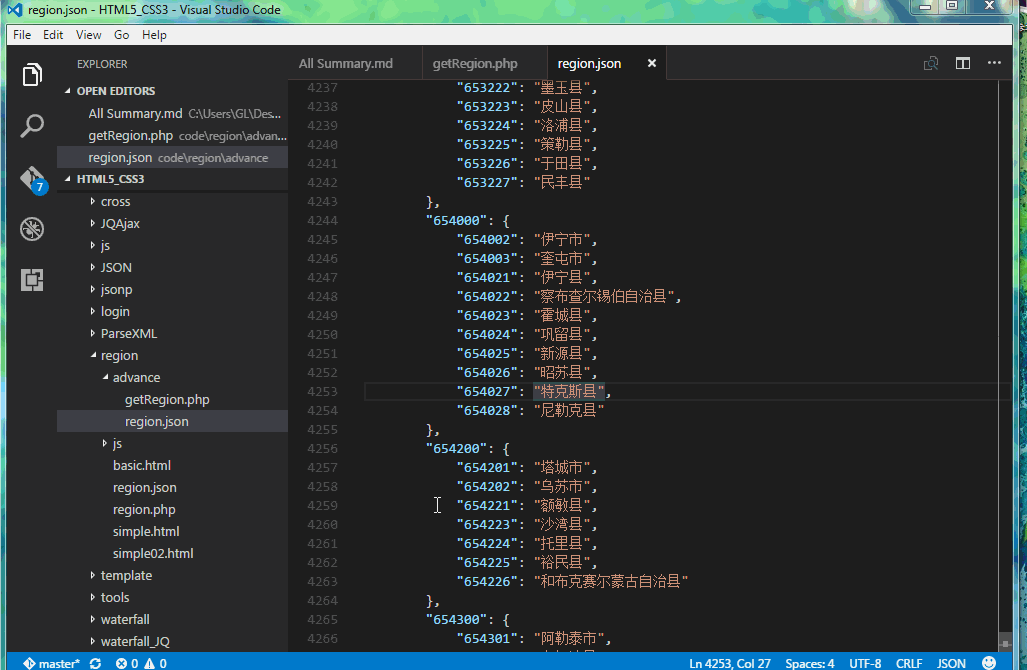 region.json - HTML5_CSS3 - Visual Studio Code
File Edit View Go Help
EXPLORER
OPEN EDITORS
All Summary.md C:\Users\GL\Des...
getRegion.php code\region\advan...
region.json code\region\advance
HTML5_CSS3
7
cross
JQAjax
js
JSON
jsonp
login
ParseXML
region
advance
getRegion.php
region.json
js
basic.html
region.json
region.php
simple.html
simple02.html
template
tools
waterfall
waterfall_JQ
All Summary.md getRegion.php region.json
4237 "653222": "墨玉县",
4238 "653223": "皮山县",
4239 "653224": "洛浦县",
4240 "653225": "策勒县",
4241 "653226": "于田县",
4242 "653227": "民丰县"
4243 },
4244 "654000": {
4245 "654002": "伊宁市",
4246 "654003": "奎屯市",
4247 "654021": "伊宁县",
4248 "654022": "察布查尔锡伯自治县",
4249 "654023": "霍城县",
4250 "654024": "巩留县",
4251 "654025": "新源县",
4252 "654026": "昭苏县",
4253 "654027": "特克斯县",
4254 "654028": "尼勒克县"
4255 },
4256 "654200": {
4257 "654201": "塔城市",
4258 "654202": "乌苏市",
4259 "654221": "额敏县",
4260 "654223": "沙湾县",
4261 "654224": "托里县",
4262 "654225": "裕民县",
4263 "654226": "和布克赛尔蒙古自治县"
4264 },
4265 "654300": {
4266 "654301": "阿勒泰市",
master* 0 0 Ln 4253, Col 27 Spaces: 4 UTF-8 CRLF JSON